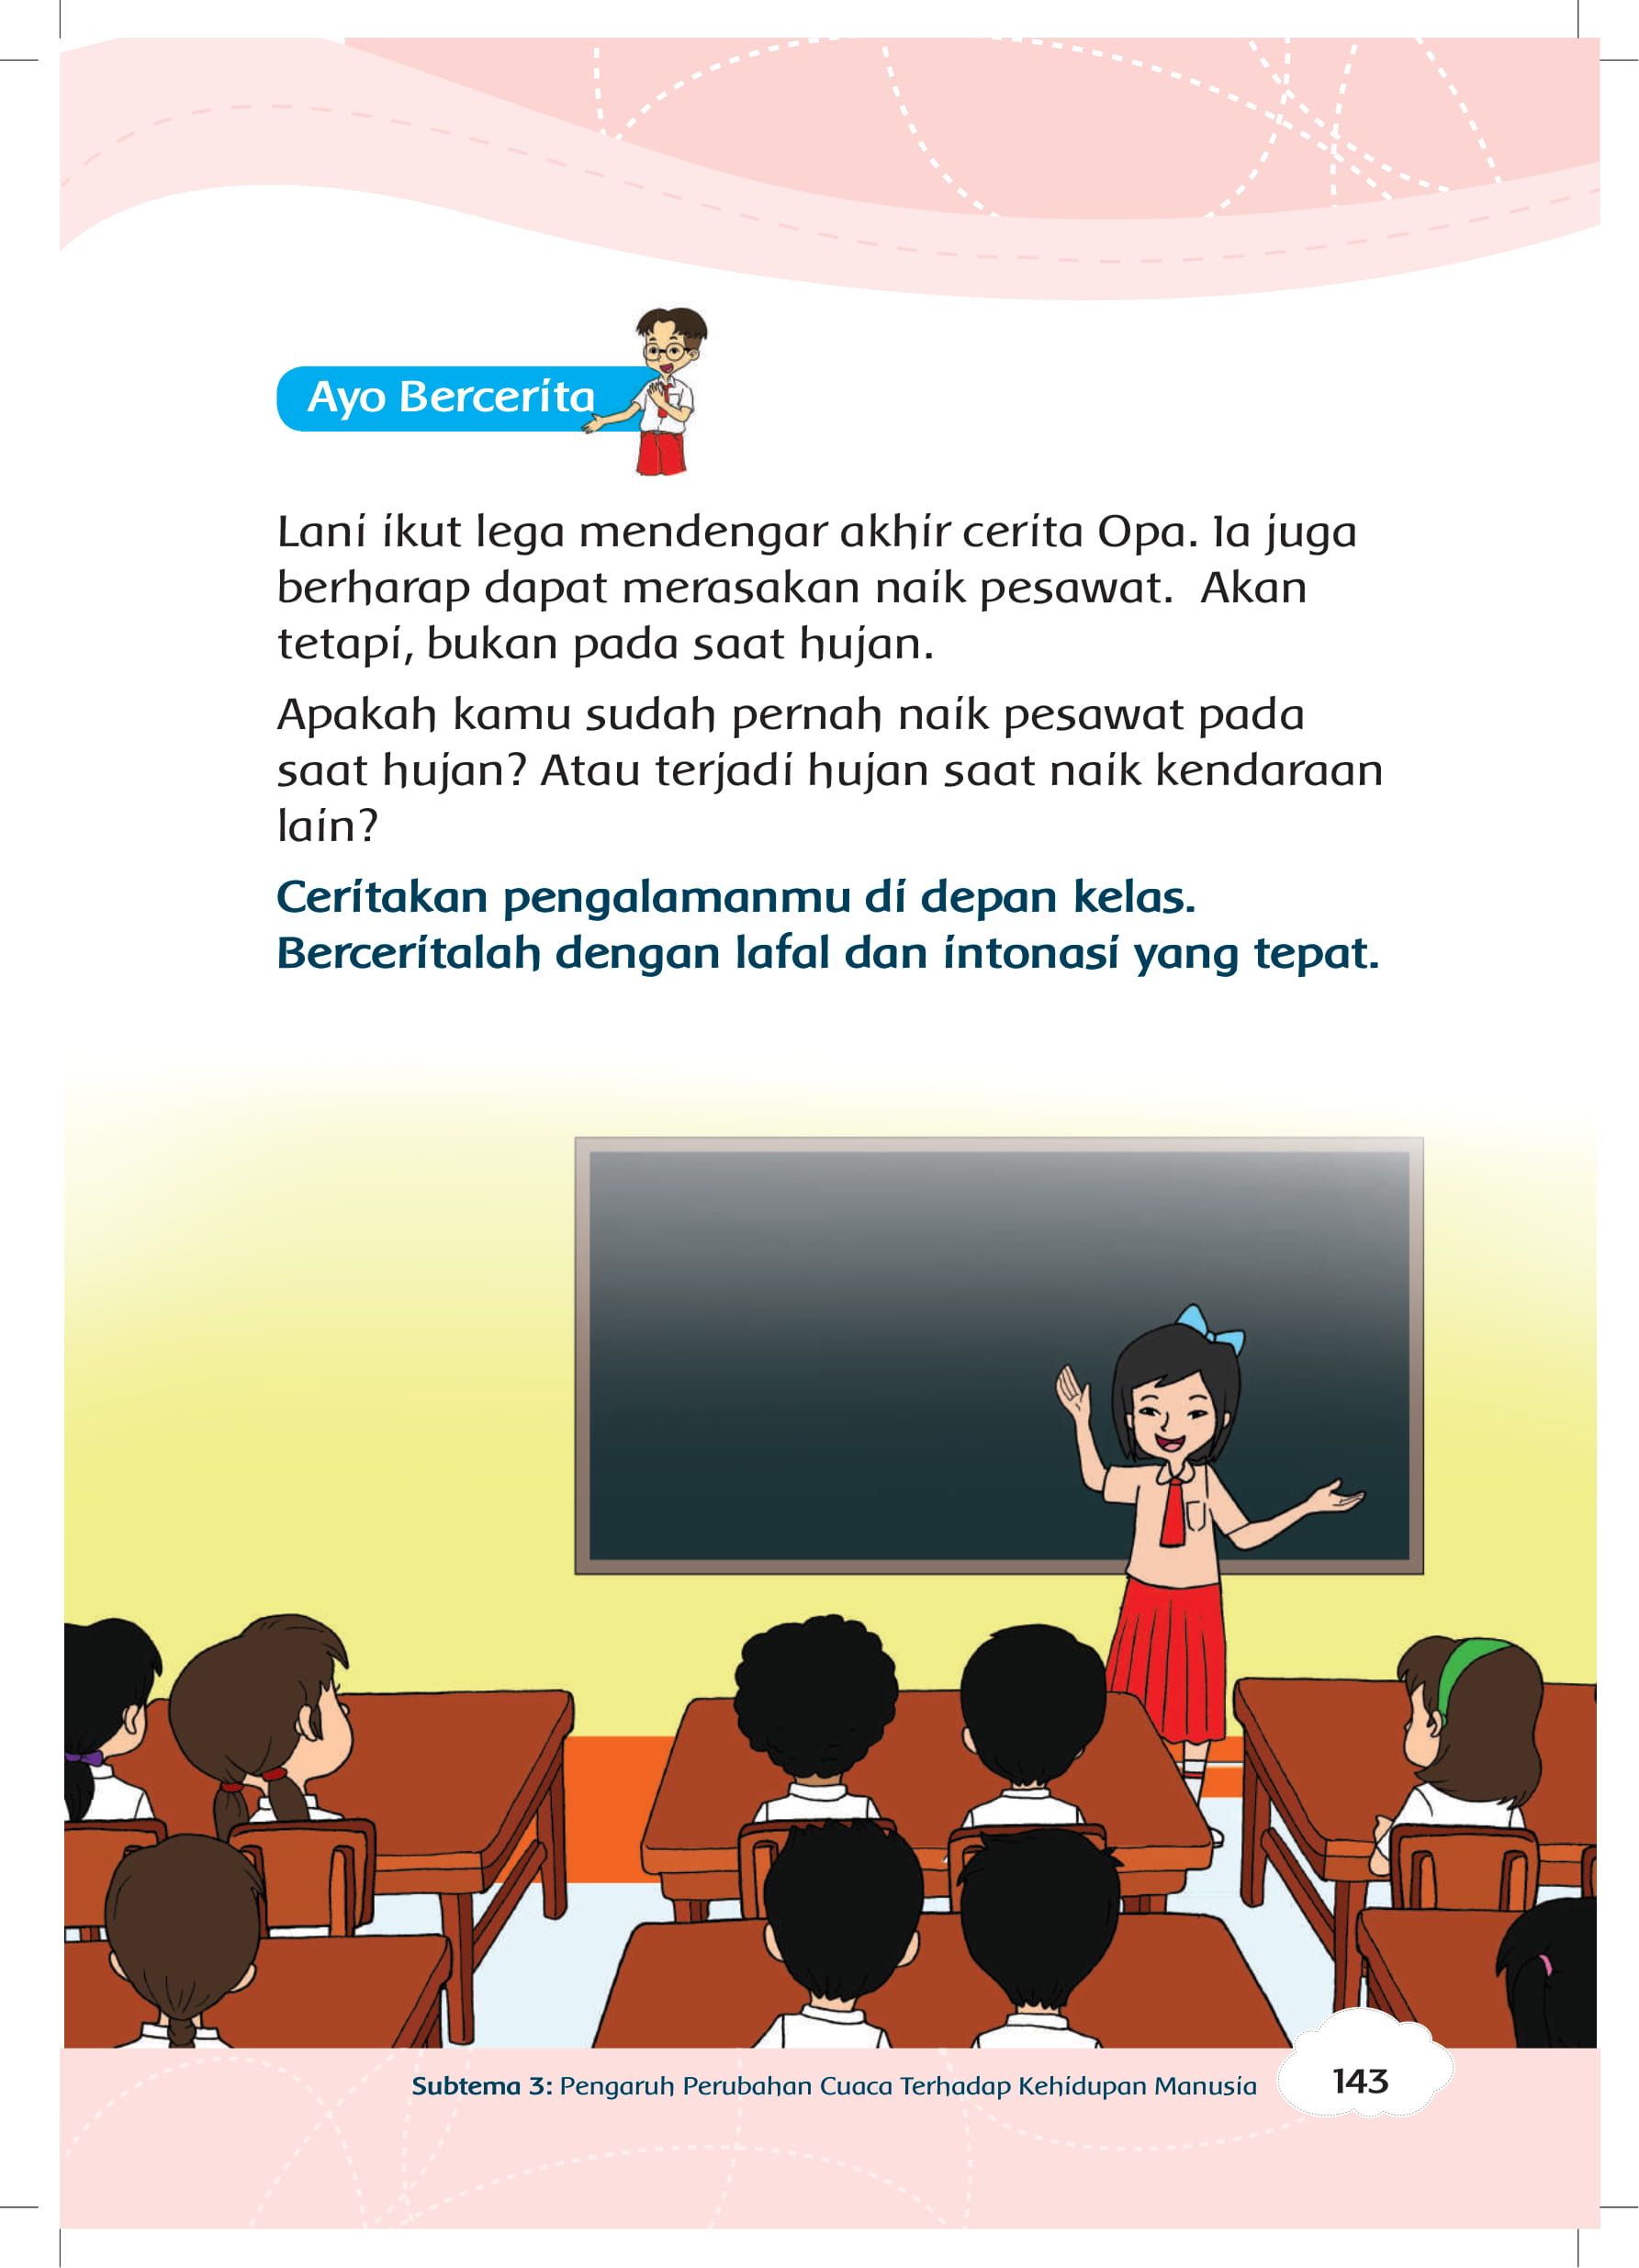 Ayo Bercerita
Lani ikut lega mendengar akhir cerita Opa. Ia juga
berharap dapat merasakan naik pesawat.  Akan
tetapi, bukan pada saat hujan.
Apakah kamu sudah pernah naik pesawat pada
saat hujan? Atau terjadi hujan saat naik kendaraan
lain?
Ceritakan pengalamanmu di depan kelas.
Berceritalah dengan lafal dan intonasi yang tepat.
Subtema 3: Pengaruh Perubahan Cuaca Terhadap Kehidupan Manusia
143